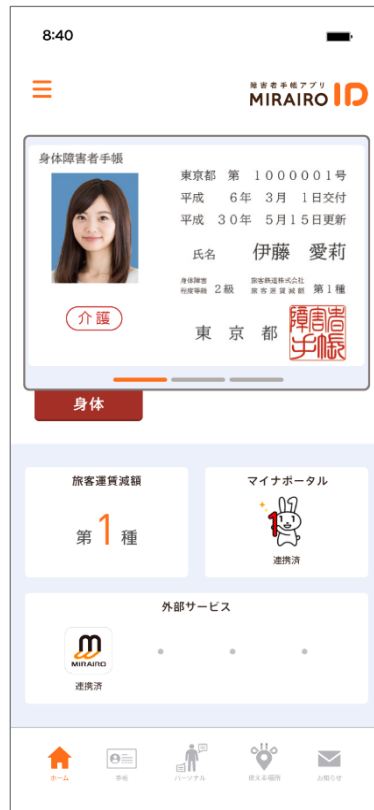 8:40
障害者手帳アプリ
MIRAIRO ID
身体障害者手帳
東京都 第 1000001号
平成 6年 3月 1日交付
平成 30年 5月15日更新
氏名 伊藤 愛莉
身体障害
程度等級 2級 旅客鉄道株式会社
旅客運賃減額 第1種
介護
東京都
障害者
手帳
身体
旅客運賃減額
第1種
マイナポータル
連携済
外部サービス
MIRAIRO
連携済
ホーム 手帳 パーソナル 使える場所 お知らせ